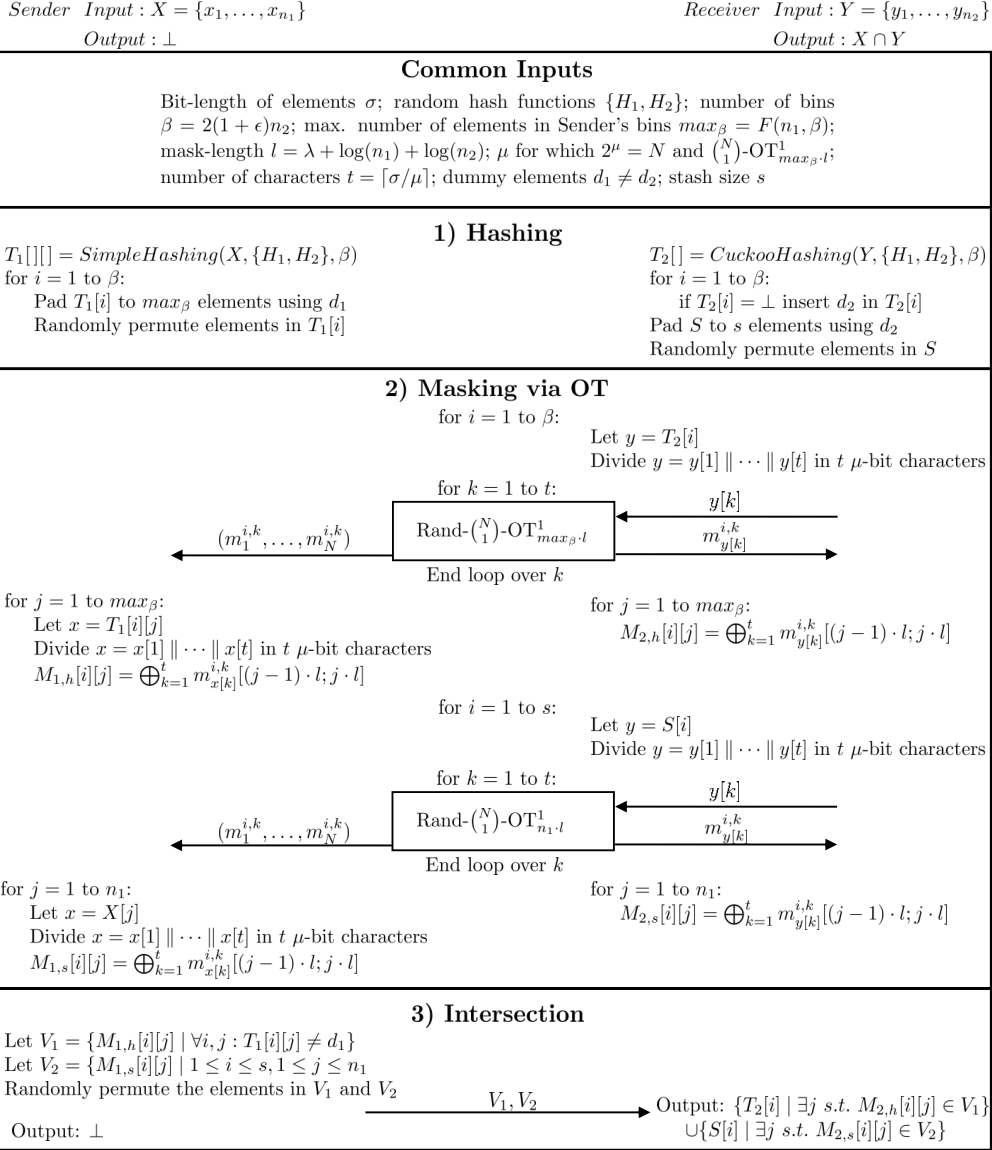 Sender Input : X = {x_1, . . . , x_{n_1}}
Receiver Input : Y = {y_1, . . . , y_{n_2}}
Output : ⊥
Output : X ∩ Y
Common Inputs
Bit-length of elements σ; random hash functions {H_1, H_2}; number of bins
β = 2(1 + ϵ)n_2; max. number of elements in Sender's bins max_β = F(n_1, β);
mask-length l = λ + log(n_1) + log(n_2); μ for which 2^μ = N and \binom{N}{1}-OT^1_{max_β·l};
number of characters t = ⌈σ/μ⌉; dummy elements d_1 ≠ d_2; stash size s
1) Hashing
T_1[ ][ ] = SimpleHashing(X, {H_1, H_2}, β)
for i = 1 to β:
Pad T_1[i] to max_β elements using d_1
Randomly permute elements in T_1[i]
T_2[ ] = CuckooHashing(Y, {H_1, H_2}, β)
for i = 1 to β:
if T_2[i] = ⊥ insert d_2 in T_2[i]
Pad S to s elements using d_2
Randomly permute elements in S
2) Masking via OT
for i = 1 to β:
Let y = T_2[i]
Divide y = y[1] ∥ · · · ∥ y[t] in t μ-bit characters
for k = 1 to t:
y[k]
Rand-\binom{N}{1}-OT^1_{max_β·l}
(m_1^{i,k}, . . . , m_N^{i,k})
m_{y[k]}^{i,k}
End loop over k
for j = 1 to max_β:
Let x = T_1[i][j]
Divide x = x[1] ∥ · · · ∥ x[t] in t μ-bit characters
M_{1,h}[i][j] = ⊕_{k=1}^t m_{x[k]}^{i,k}[(j − 1) · l; j · l]
for j = 1 to max_β:
M_{2,h}[i][j] = ⊕_{k=1}^t m_{y[k]}^{i,k}[(j − 1) · l; j · l]
for i = 1 to s:
Let y = S[i]
Divide y = y[1] ∥ · · · ∥ y[t] in t μ-bit characters
for k = 1 to t:
y[k]
Rand-\binom{N}{1}-OT^1_{n_1·l}
(m_1^{i,k}, . . . , m_N^{i,k})
m_{y[k]}^{i,k}
End loop over k
for j = 1 to n_1:
Let x = X[j]
Divide x = x[1] ∥ · · · ∥ x[t] in t μ-bit characters
M_{1,s}[i][j] = ⊕_{k=1}^t m_{x[k]}^{i,k}[(j − 1) · l; j · l]
for j = 1 to n_1:
M_{2,s}[i][j] = ⊕_{k=1}^t m_{y[k]}^{i,k}[(j − 1) · l; j · l]
3) Intersection
Let V_1 = {M_{1,h}[i][j] | ∀i, j : T_1[i][j] ≠ d_1}
Let V_2 = {M_{1,s}[i][j] | 1 ≤ i ≤ s, 1 ≤ j ≤ n_1
Randomly permute the elements in V_1 and V_2
V_1, V_2
Output: {T_2[i] | ∃j s.t. M_{2,h}[i][j] ∈ V_1}
∪{S[i] | ∃j s.t. M_{2,s}[i][j] ∈ V_2}
Output: ⊥